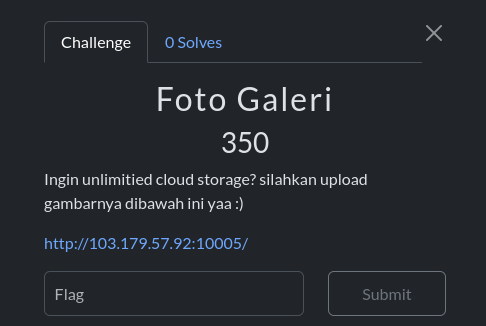 Challenge
0 Solves
Foto Galeri
350
Ingin unlimitied cloud storage? silahkan upload
gambarnya dibawah ini yaa :)
http://103.179.57.92:10005/
Flag
Submit